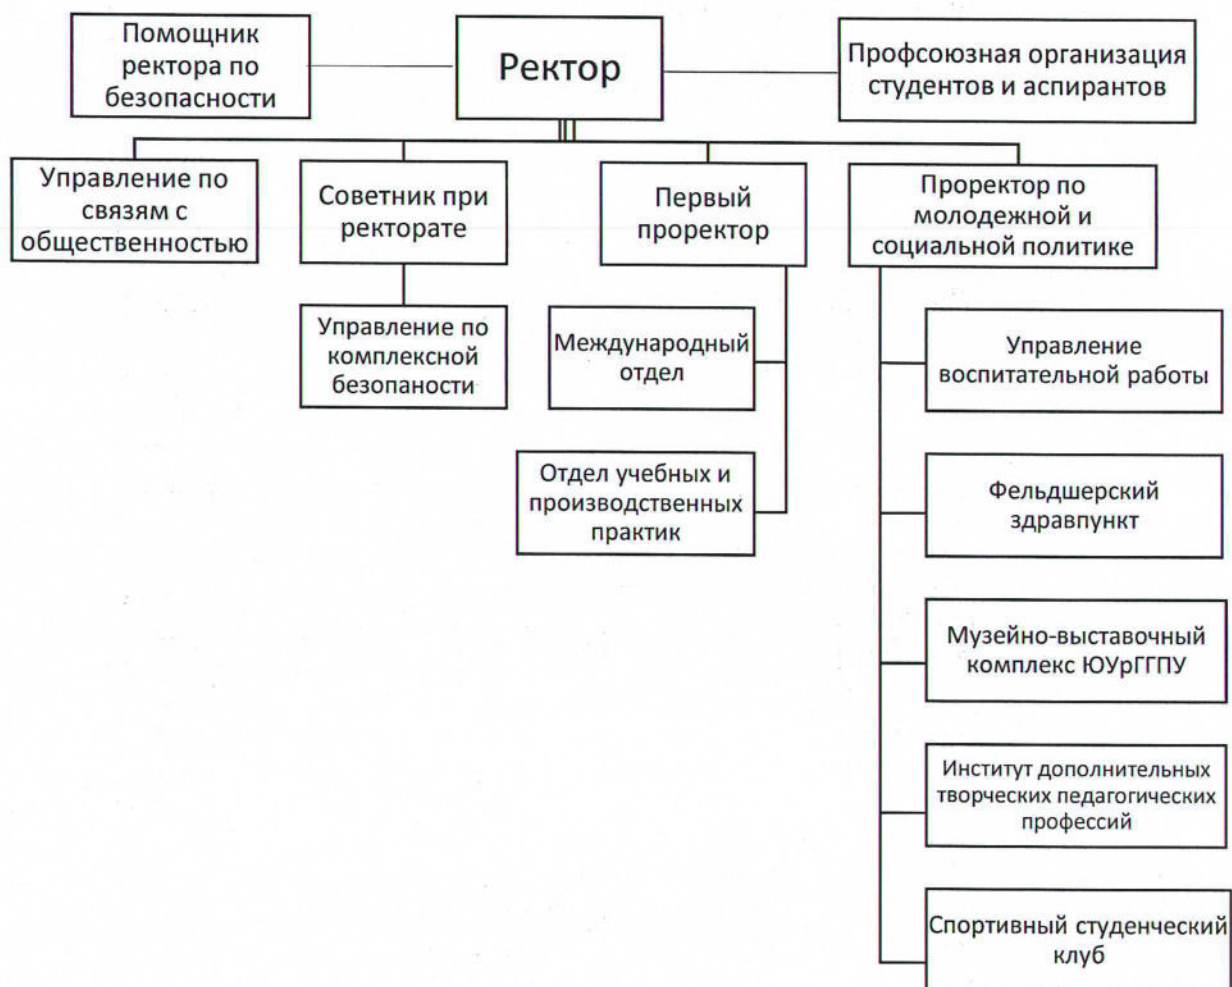 Помощник
ректора по
безопасности
Ректор
Профсоюзная организация
студентов и аспирантов
Управление по
связям с
общественностью
Советник при
ректорате
Первый
проректор
Проректор по
молодежной и
социальной политике
Управление по
комплексной
безопаности
Международный
отдел
Отдел учебных и
производственных
практик
Управление
воспитательной работы
Фельдшерский
здравпункт
Музейно-выставочный
комплекс ЮУрГГПУ
Институт дополнительных
творческих педагогических
профессий
Спортивный студенческий
клуб